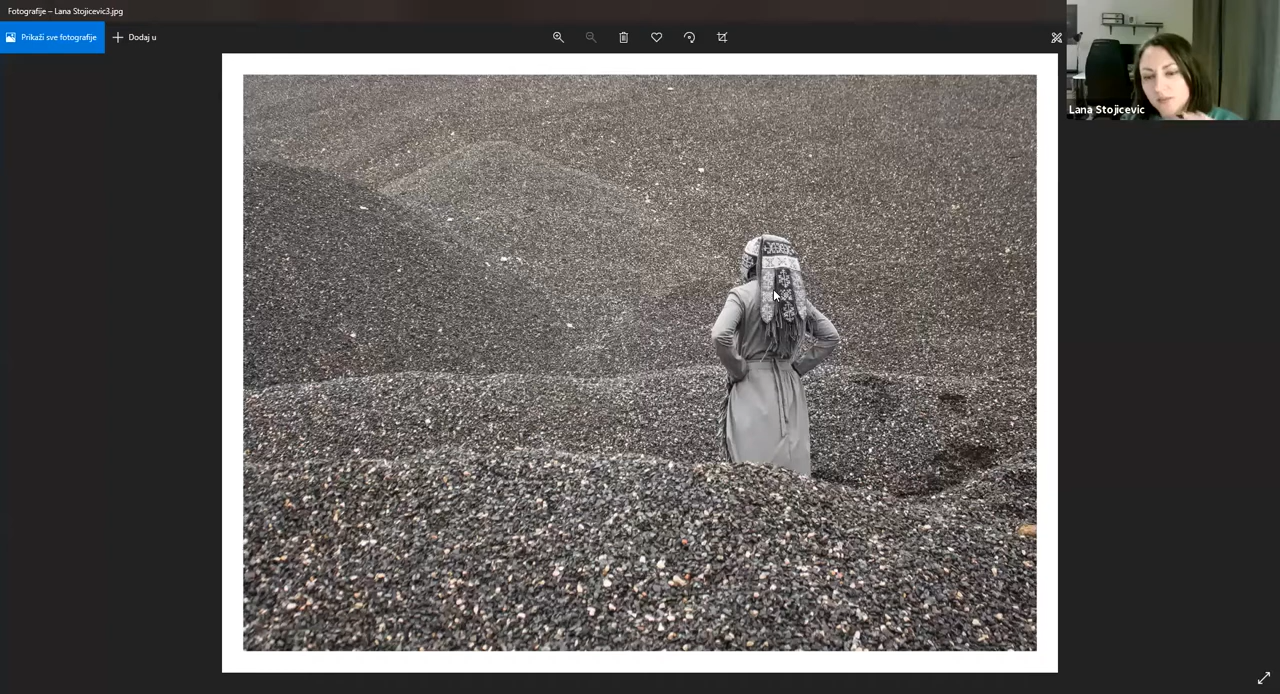 Fotografije – Lana Stojicevic3.jpg
Prikaži sve fotografije
Dodaj u
Lana Stojicevic